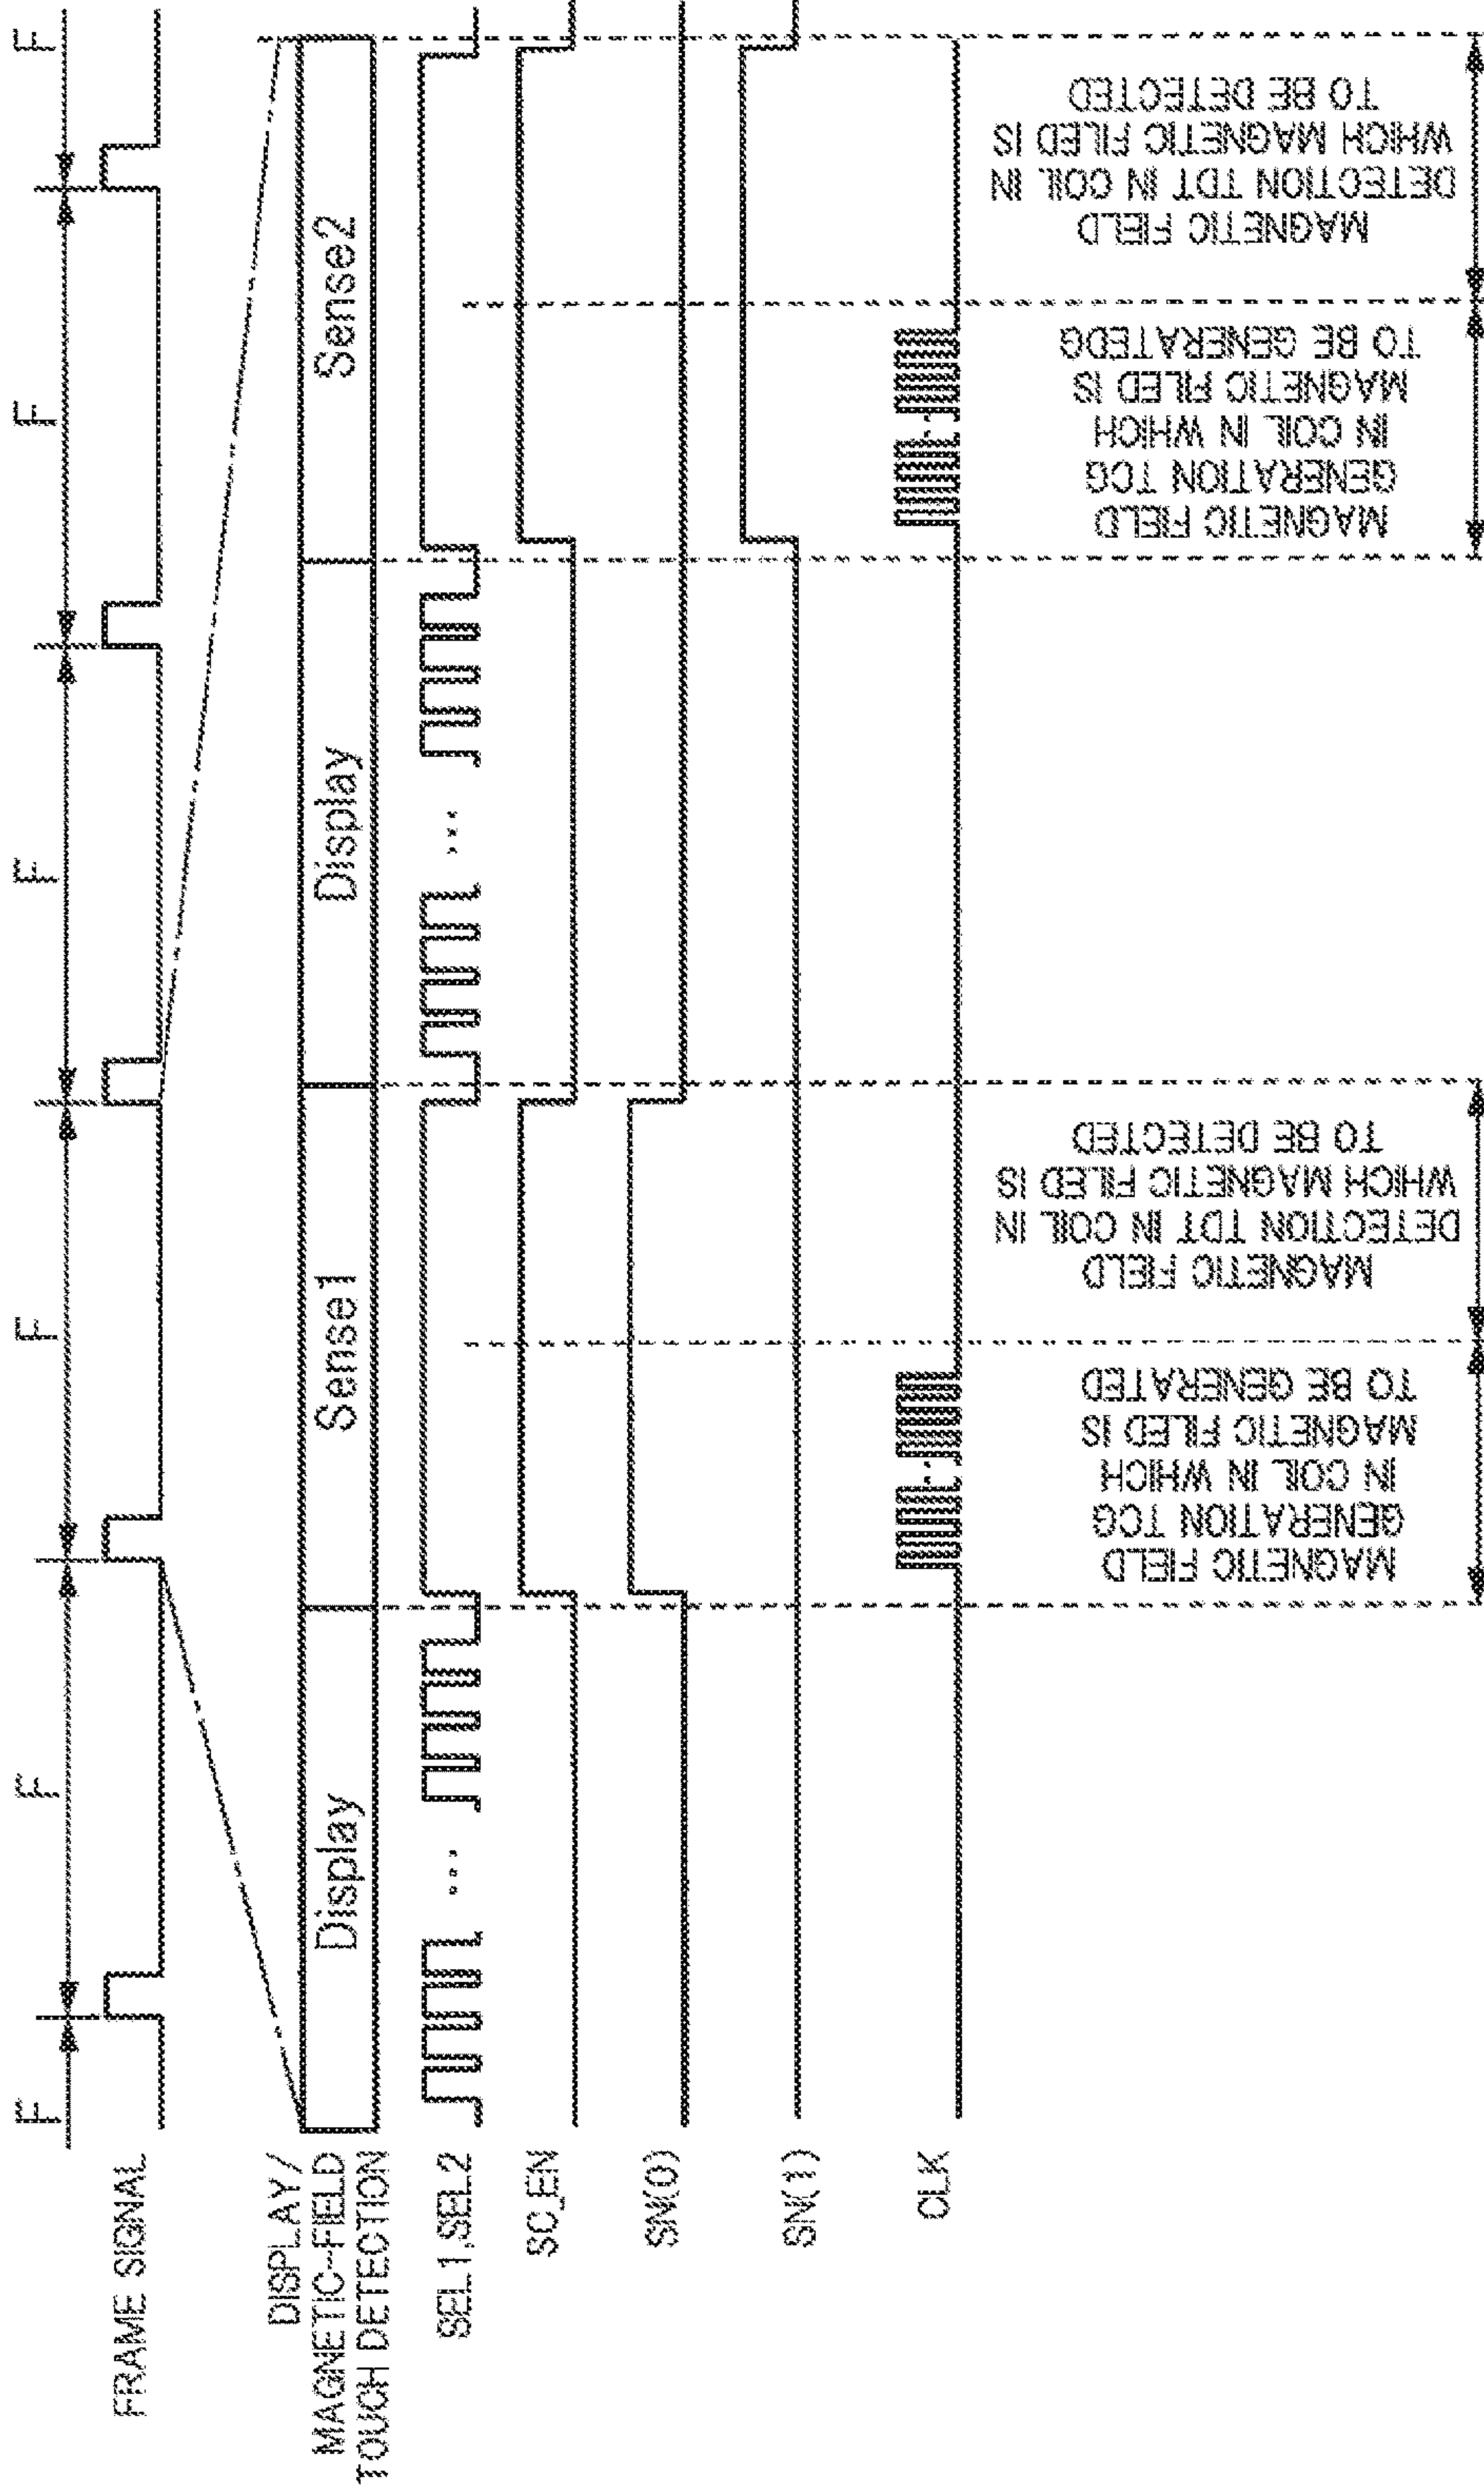 F
F
F
F
F
F
FRAME SIGNAL
DISPLAY/
MAGNETIC-FIELD
TOUCH DETECTION
Display
Sense1
Display
Sense2
SEL1,SEL2
...
...
SC_EN
SN(0)
SN(1)
CLK
MAGNETIC FIELD
GENERATION TCG
IN COIL IN WHICH
MAGNETIC FILED IS
TO BE GENERATED
MAGNETIC FIELD
DETECTION TDT IN COIL IN
WHICH MAGNETIC FILED IS
TO BE DETECTED
MAGNETIC FIELD
GENERATION TCG
IN COIL IN WHICH
MAGNETIC FILED IS
TO BE GENERATEDG
MAGNETIC FIELD
DETECTION TDT IN COIL IN
WHICH MAGNETIC FILED IS
TO BE DETECTED